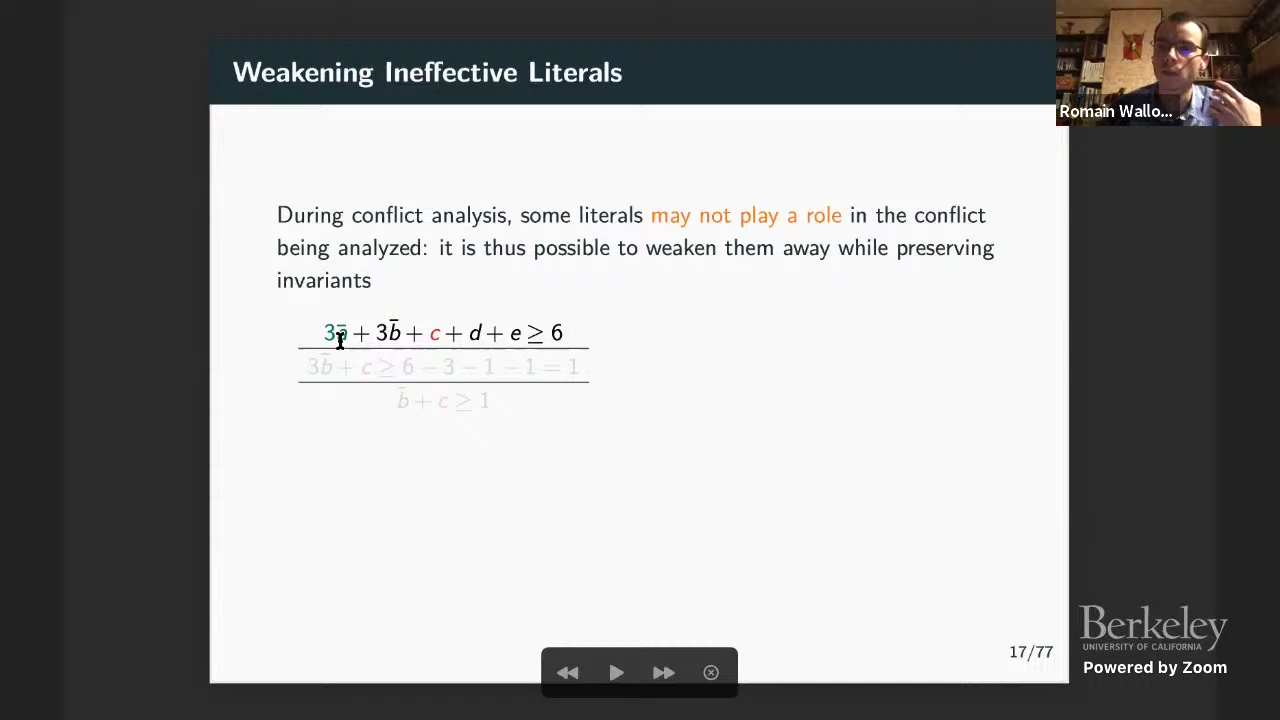 Weakening Ineffective Literals
Romain Wallo...
During conflict analysis, some literals may not play a role in the conflict
being analyzed: it is thus possible to weaken them away while preserving
invariants
3ā + 3b̄ + c + d + e ≥ 6
3b̄ + c ≥ 6 − 3 − 1 − 1 = 1
b̄ + c ≥ 1
17/77
Berkeley
UNIVERSITY OF CALIFORNIA
Powered by Zoom